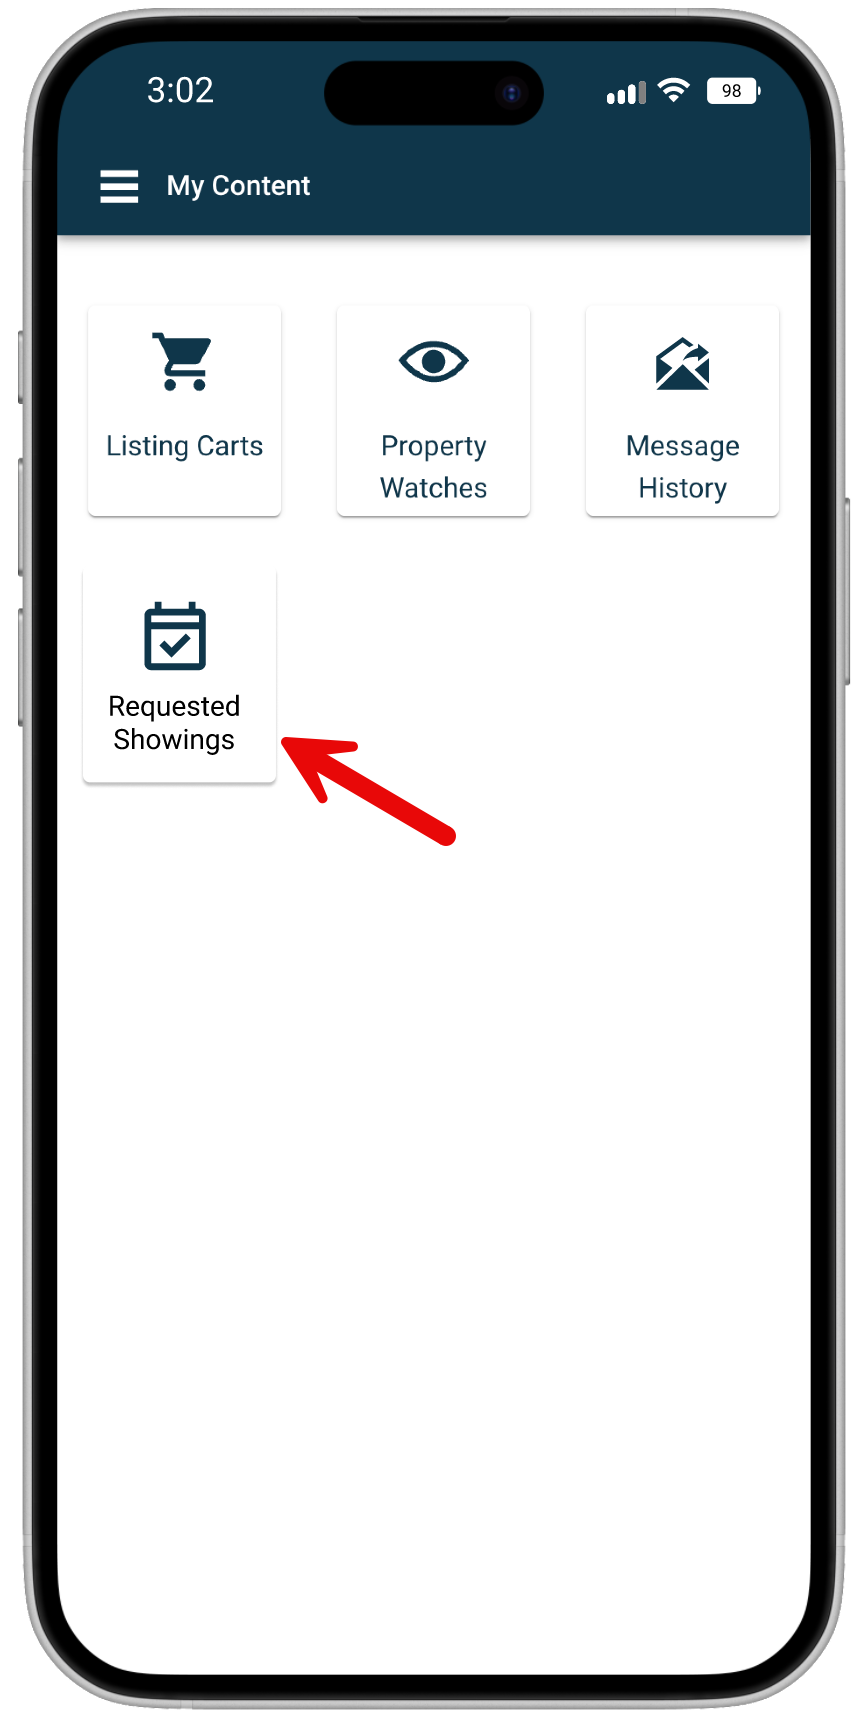 3:02
98
My Content
Listing Carts
Property
Watches
Message
History
Requested
Showings